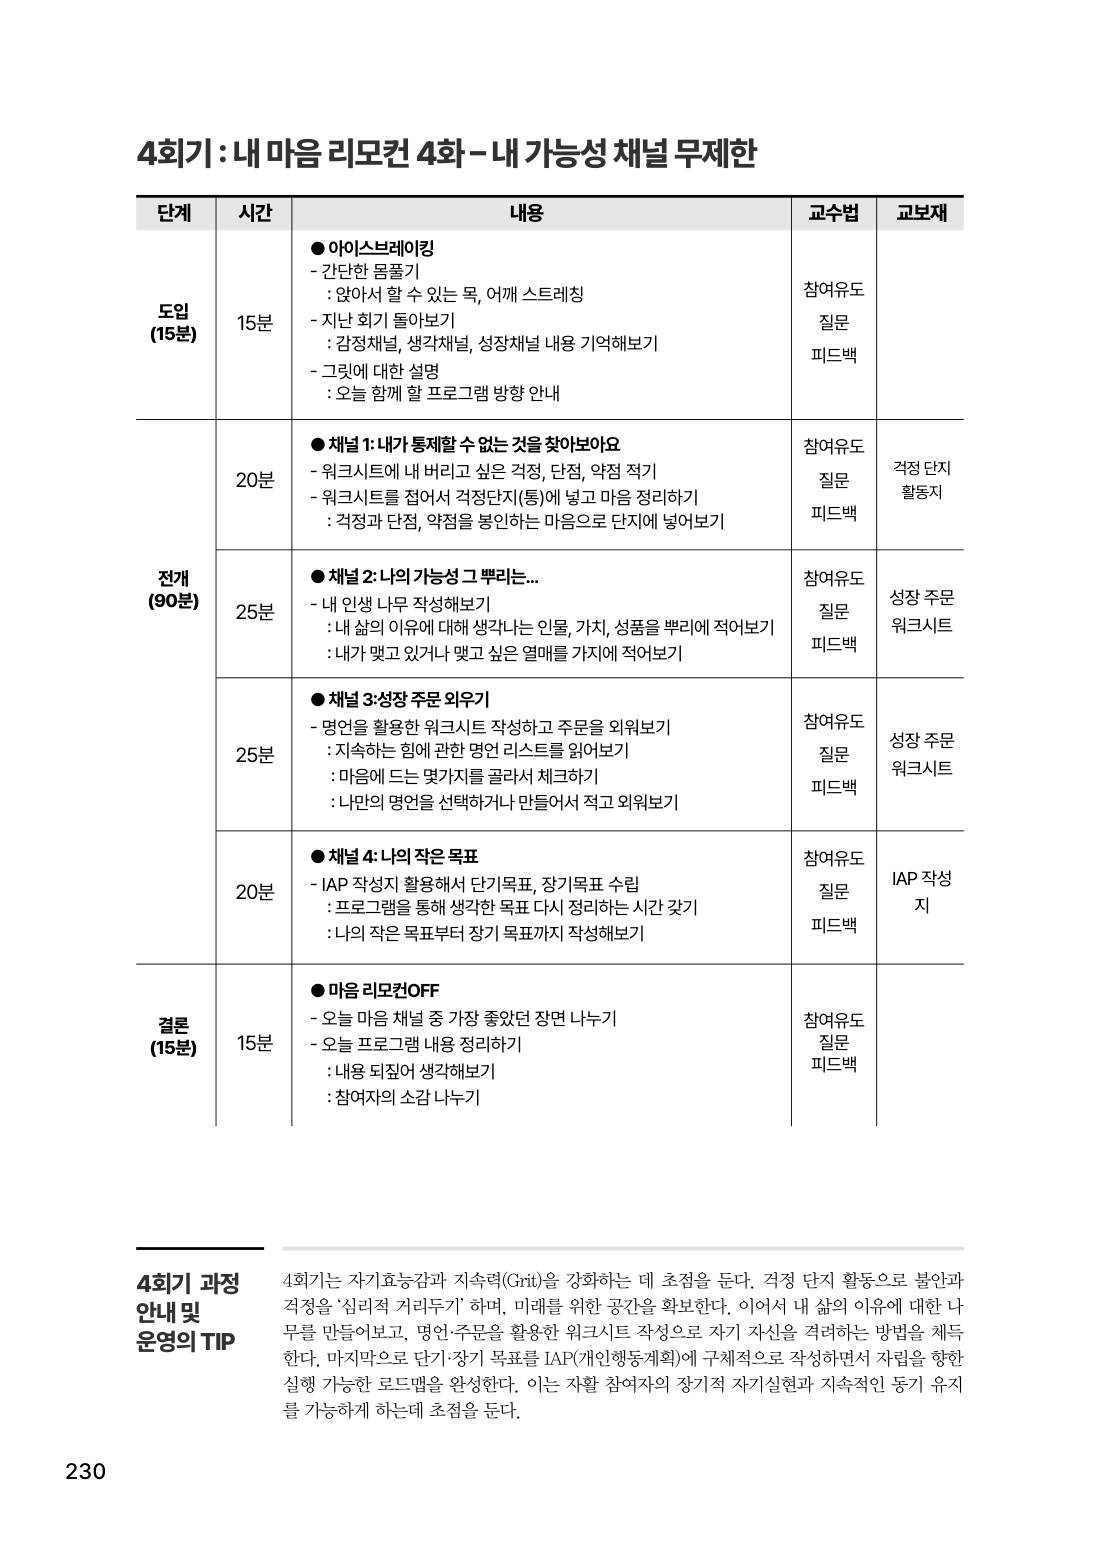 4회기 : 내 마음 리모컨 4화 – 내 가능성 채널 무제한
단계 시간 내용 교수법 교보재
도입
(15분)
15분
● 아이스브레이킹
- 간단한 몸풀기
: 앉아서 할 수 있는 목, 어깨 스트레칭
- 지난 회기 돌아보기
: 감정채널, 생각채널, 성장채널 내용 기억해보기
- 그릿에 대한 설명
: 오늘 함께 할 프로그램 방향 안내
참여유도
질문
피드백
전개
(90분)
20분
● 채널 1: 내가 통제할 수 없는 것을 찾아보아요
- 워크시트에 내 버리고 싶은 걱정, 단점, 약점 적기
- 워크시트를 접어서 걱정단지(통)에 넣고 마음 정리하기
: 걱정과 단점, 약점을 봉인하는 마음으로 단지에 넣어보기
참여유도
질문
피드백
걱정 단지
활동지
25분
● 채널 2: 나의 가능성 그 뿌리는...
- 내 인생 나무 작성해보기
: 내 삶의 이유에 대해 생각나는 인물, 가치, 성품을 뿌리에 적어보기
: 내가 맺고 있거나 맺고 싶은 열매를 가지에 적어보기
참여유도
질문
피드백
성장 주문
워크시트
25분
● 채널 3:성장 주문 외우기
- 명언을 활용한 워크시트 작성하고 주문을 외워보기
: 지속하는 힘에 관한 명언 리스트를 읽어보기
: 마음에 드는 몇가지를 골라서 체크하기
: 나만의 명언을 선택하거나 만들어서 적고 외워보기
참여유도
질문
피드백
성장 주문
워크시트
20분
● 채널 4: 나의 작은 목표
- IAP 작성지 활용해서 단기목표, 장기목표 수립
: 프로그램을 통해 생각한 목표 다시 정리하는 시간 갖기
: 나의 작은 목표부터 장기 목표까지 작성해보기
참여유도
질문
피드백
IAP 작성
지
결론
(15분)
15분
● 마음 리모컨OFF
- 오늘 마음 채널 중 가장 좋았던 장면 나누기
- 오늘 프로그램 내용 정리하기
: 내용 되짚어 생각해보기
: 참여자의 소감 나누기
참여유도
질문
피드백
4회기 과정
안내 및
운영의 TIP
4회기는 자기효능감과 지속력(Grit)을 강화하는 데 초점을 둔다. 걱정 단지 활동으로 불안과
걱정을 ‘심리적 거리두기’ 하며, 미래를 위한 공간을 확보한다. 이어서 내 삶의 이유에 대한 나
무를 만들어보고, 명언·주문을 활용한 워크시트 작성으로 자기 자신을 격려하는 방법을 체득
한다. 마지막으로 단기·장기 목표를 IAP(개인행동계획)에 구체적으로 작성하면서 자립을 향한
실행 가능한 로드맵을 완성한다. 이는 자활 참여자의 장기적 자기실현과 지속적인 동기 유지
를 가능하게 하는데 초점을 둔다.
230